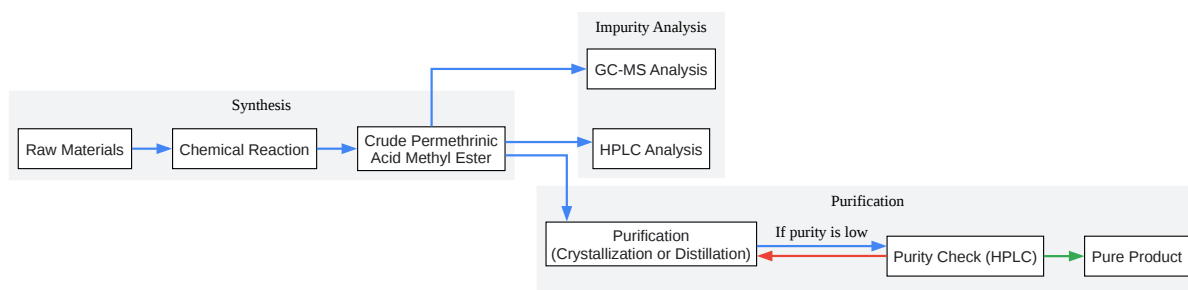 Impurity Analysis
GC-MS Analysis
Synthesis
Raw Materials
Chemical Reaction
Crude Permethrinic
Acid Methyl Ester
HPLC Analysis
Purification
Purification
(Crystallization or Distillation)
If purity is low
Purity Check (HPLC)
Pure Product